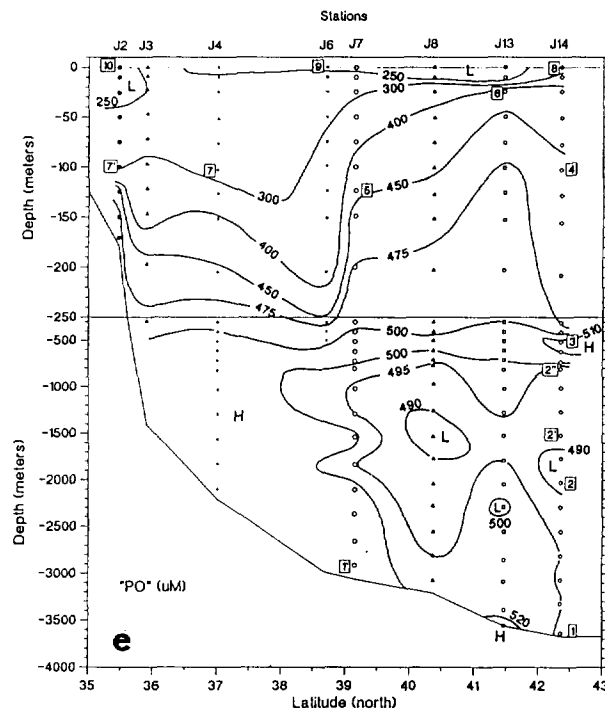 Stations
J2 J3 J4 J6 J7 J8 J13 J14
10 9 8
0
L
L
250
250
300
6
-50
400
7' 7 4
-100
300
5
450
-150
475
400
-200
450
475
-250
510
500
3
-500
H
500
2"
495
-1000
490
H
L
2'
-1500
490
L
-2000
2
L
500
-2500
1'
-3000
"PO" (uM)
520
-3500
H
1
e
-4000
Depth (meters)
Depth (meters)
35 36 37 38 39 40 41 42 43
Latitude (north)